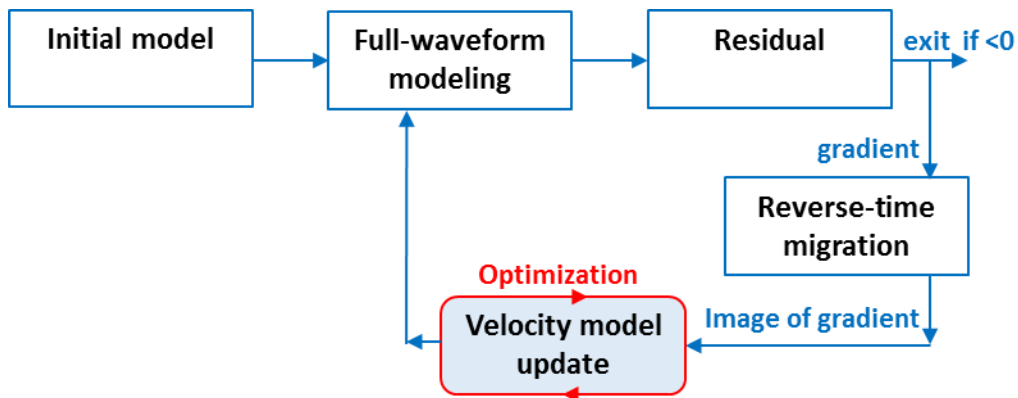 Initial model
Full-waveform
modeling
Residual
exit if <0
gradient
Reverse-time
migration
Optimization
Velocity model
update
Image of gradient